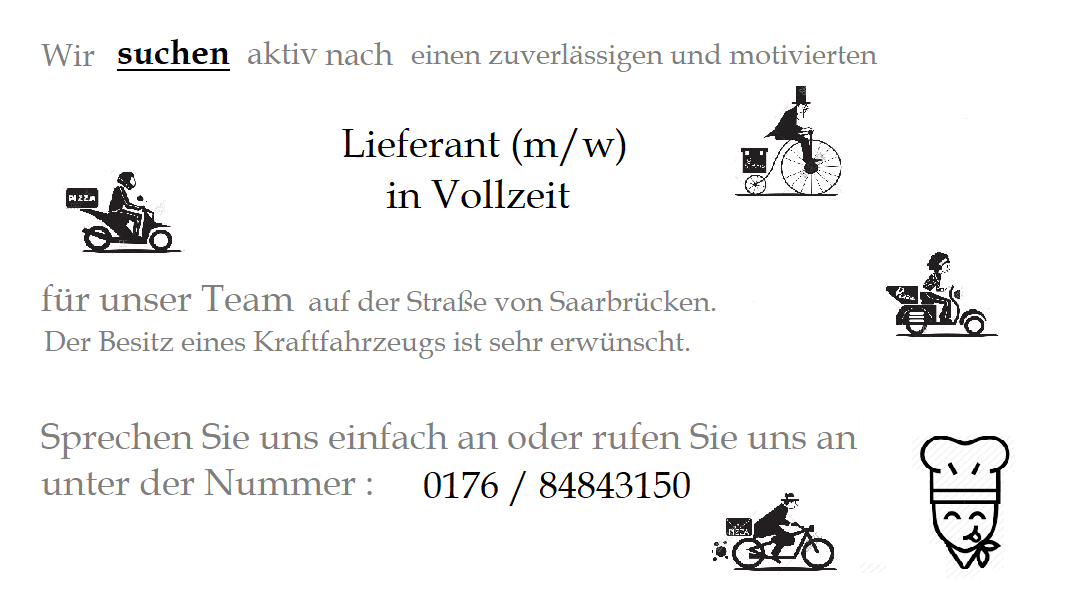 Wir suchen aktiv nach einen zuverlässigen und motivierten
Lieferant (m/w)
in Vollzeit
PIZZA
für unser Team auf der Straße von Saarbrücken.
Der Besitz eines Kraftfahrzeugs ist sehr erwünscht.
Sprechen Sie uns einfach an oder rufen Sie uns an
unter der Nummer : 0176 / 84843150